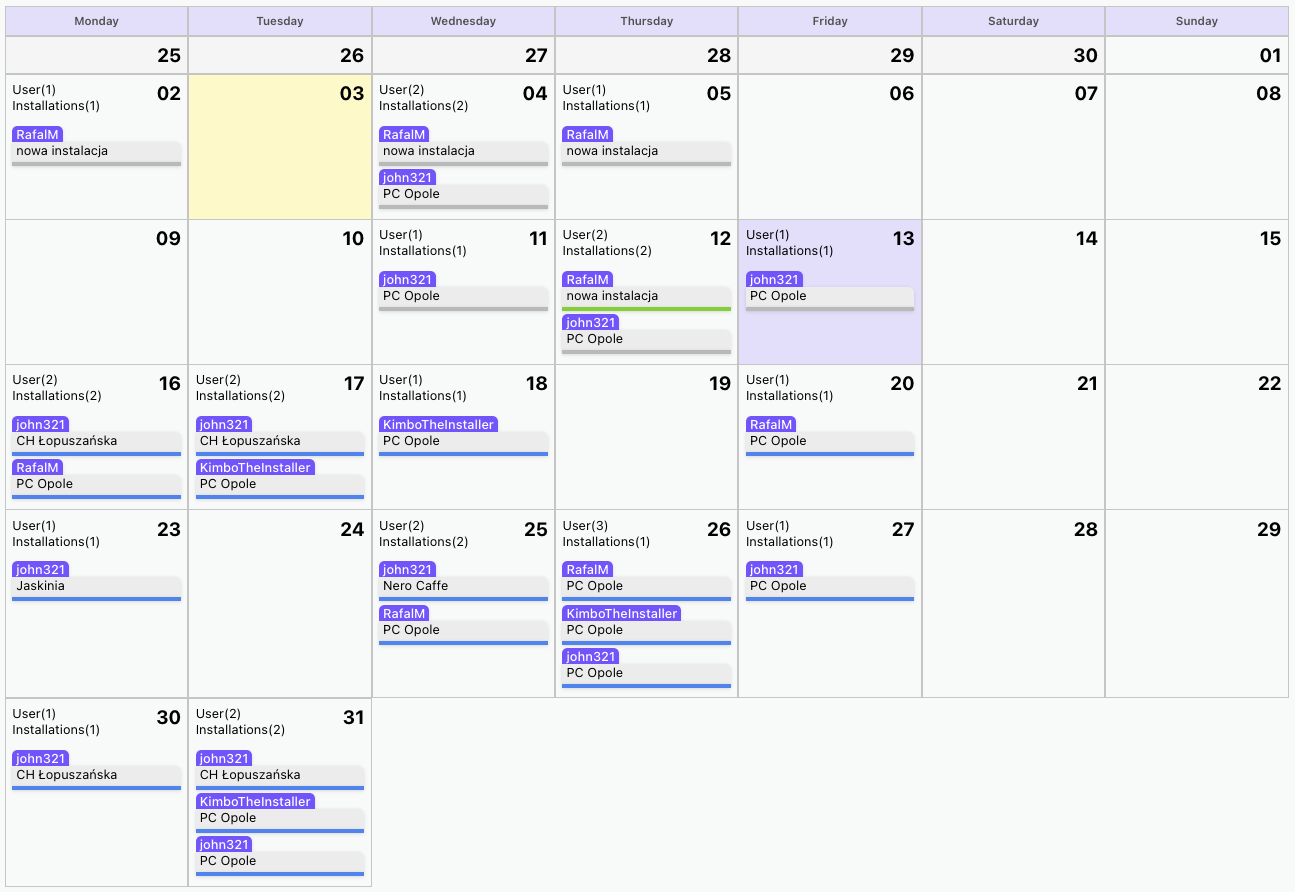 Monday Tuesday Wednesday Thursday Friday Saturday Sunday
25 26 27 28 29 30 01
User(1)
Installations(1)
02
RafalM
nowa instalacja
03
User(2)
Installations(2)
04
RafalM
nowa instalacja
john321
PC Opole
User(1)
Installations(1)
05
RafalM
nowa instalacja
06
07
08
09
10
User(1)
Installations(1)
11
john321
PC Opole
User(2)
Installations(2)
12
RafalM
nowa instalacja
john321
PC Opole
User(1)
Installations(1)
13
john321
PC Opole
14
15
User(2)
Installations(2)
16
john321
CH Łopuszańska
RafalM
PC Opole
User(2)
Installations(2)
17
john321
CH Łopuszańska
KimboTheInstaller
PC Opole
User(1)
Installations(1)
18
KimboTheInstaller
PC Opole
19
User(1)
Installations(1)
20
RafalM
PC Opole
21
22
User(1)
Installations(1)
23
john321
Jaskinia
24
User(2)
Installations(2)
25
john321
Nero Caffe
RafalM
PC Opole
User(3)
Installations(1)
26
RafalM
PC Opole
KimboTheInstaller
PC Opole
john321
PC Opole
User(1)
Installations(1)
27
john321
PC Opole
28
29
User(1)
Installations(1)
30
john321
CH Łopuszańska
User(2)
Installations(2)
31
john321
CH Łopuszańska
KimboTheInstaller
PC Opole
john321
PC Opole